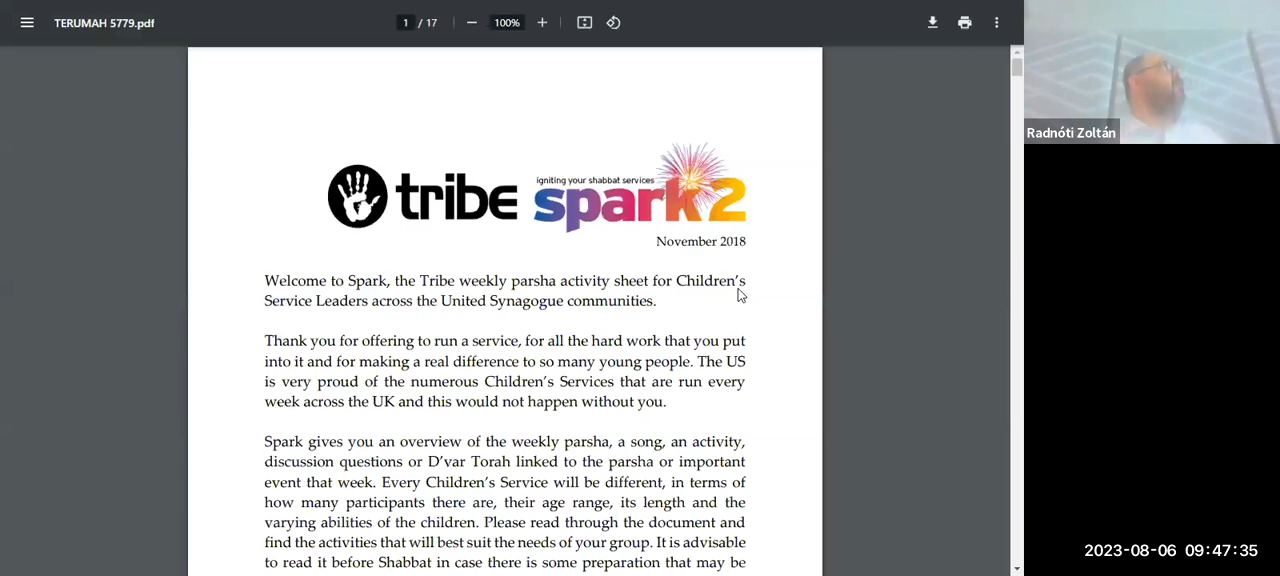 TERUMAH 5779.pdf
1 / 17
100%
Radnóti Zoltán
tribe
igniting your shabbat services
spark2
November 2018
Welcome to Spark, the Tribe weekly parsha activity sheet for Children's
Service Leaders across the United Synagogue communities.
Thank you for offering to run a service, for all the hard work that you put
into it and for making a real difference to so many young people. The US
is very proud of the numerous Children's Services that are run every
week across the UK and this would not happen without you.
Spark gives you an overview of the weekly parsha, a song, an activity,
discussion questions or D'var Torah linked to the parsha or important
event that week. Every Children's Service will be different, in terms of
how many participants there are, their age range, its length and the
varying abilities of the children. Please read through the document and
find the activities that will best suit the needs of your group. It is advisable
to read it before Shabbat in case there is some preparation that may be
2023-08-06 09:47:35